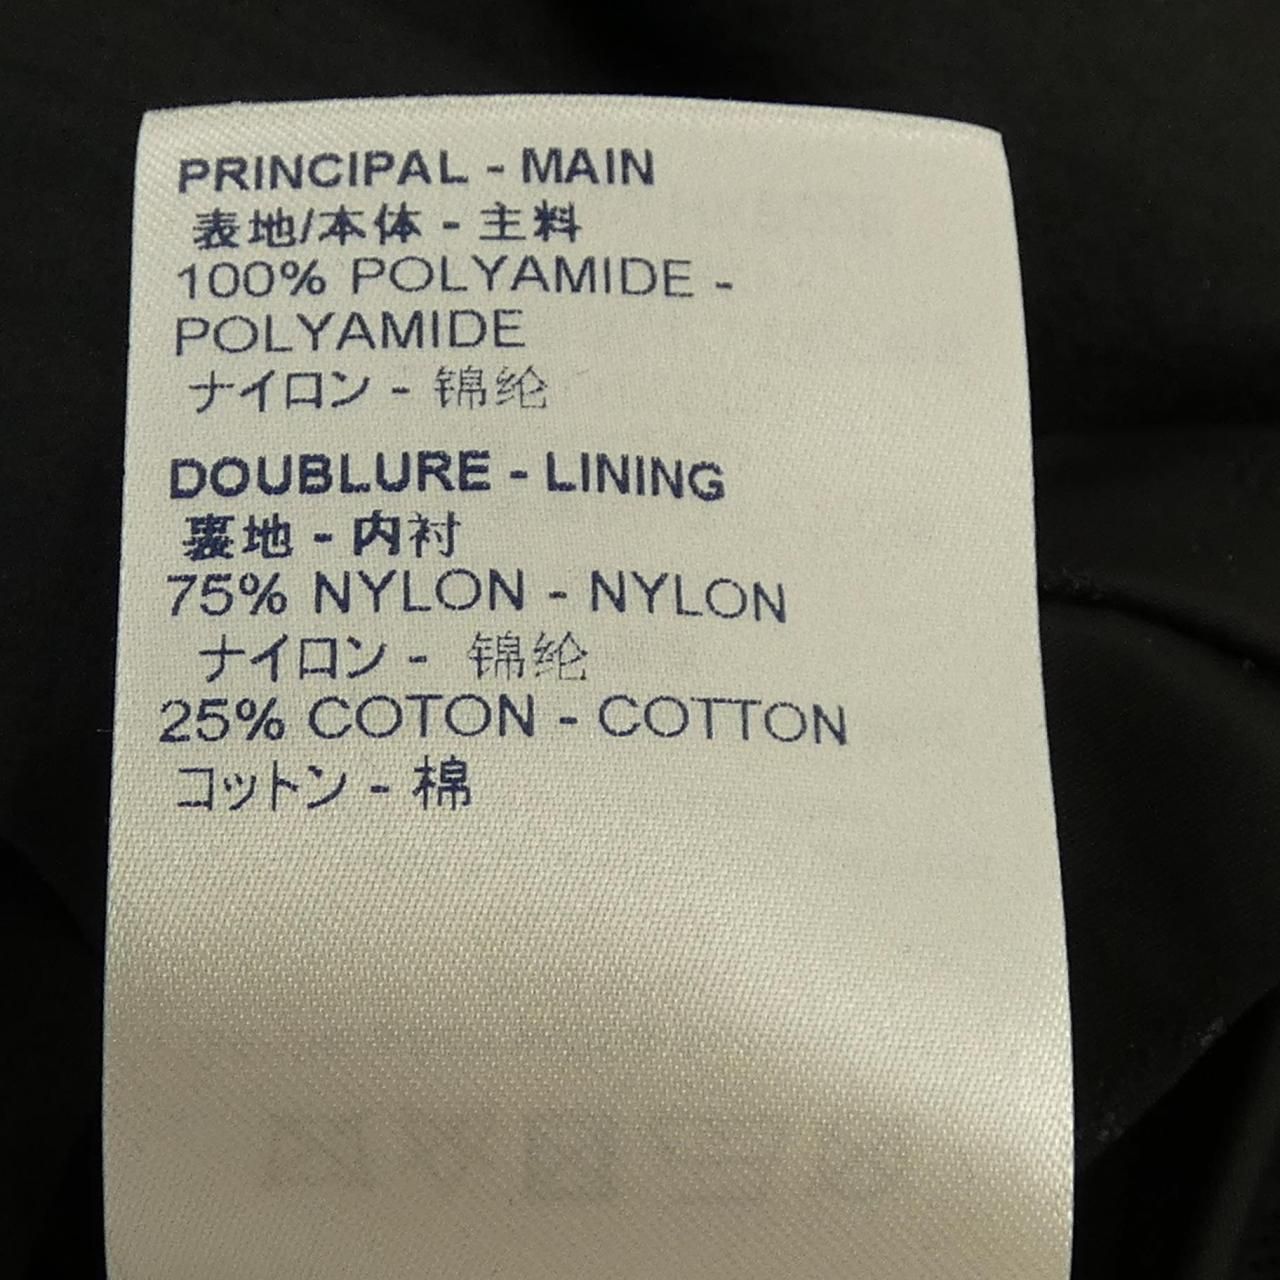 PRINCIPAL - MAIN
表地/本体 - 主料
100% POLYAMIDE -
POLYAMIDE
ナイロン - 锦纶
DOUBLURE - LINING
裏地 - 内衬
75% NYLON - NYLON
ナイロン - 锦纶
25% COTON - COTTON
コットン - 棉